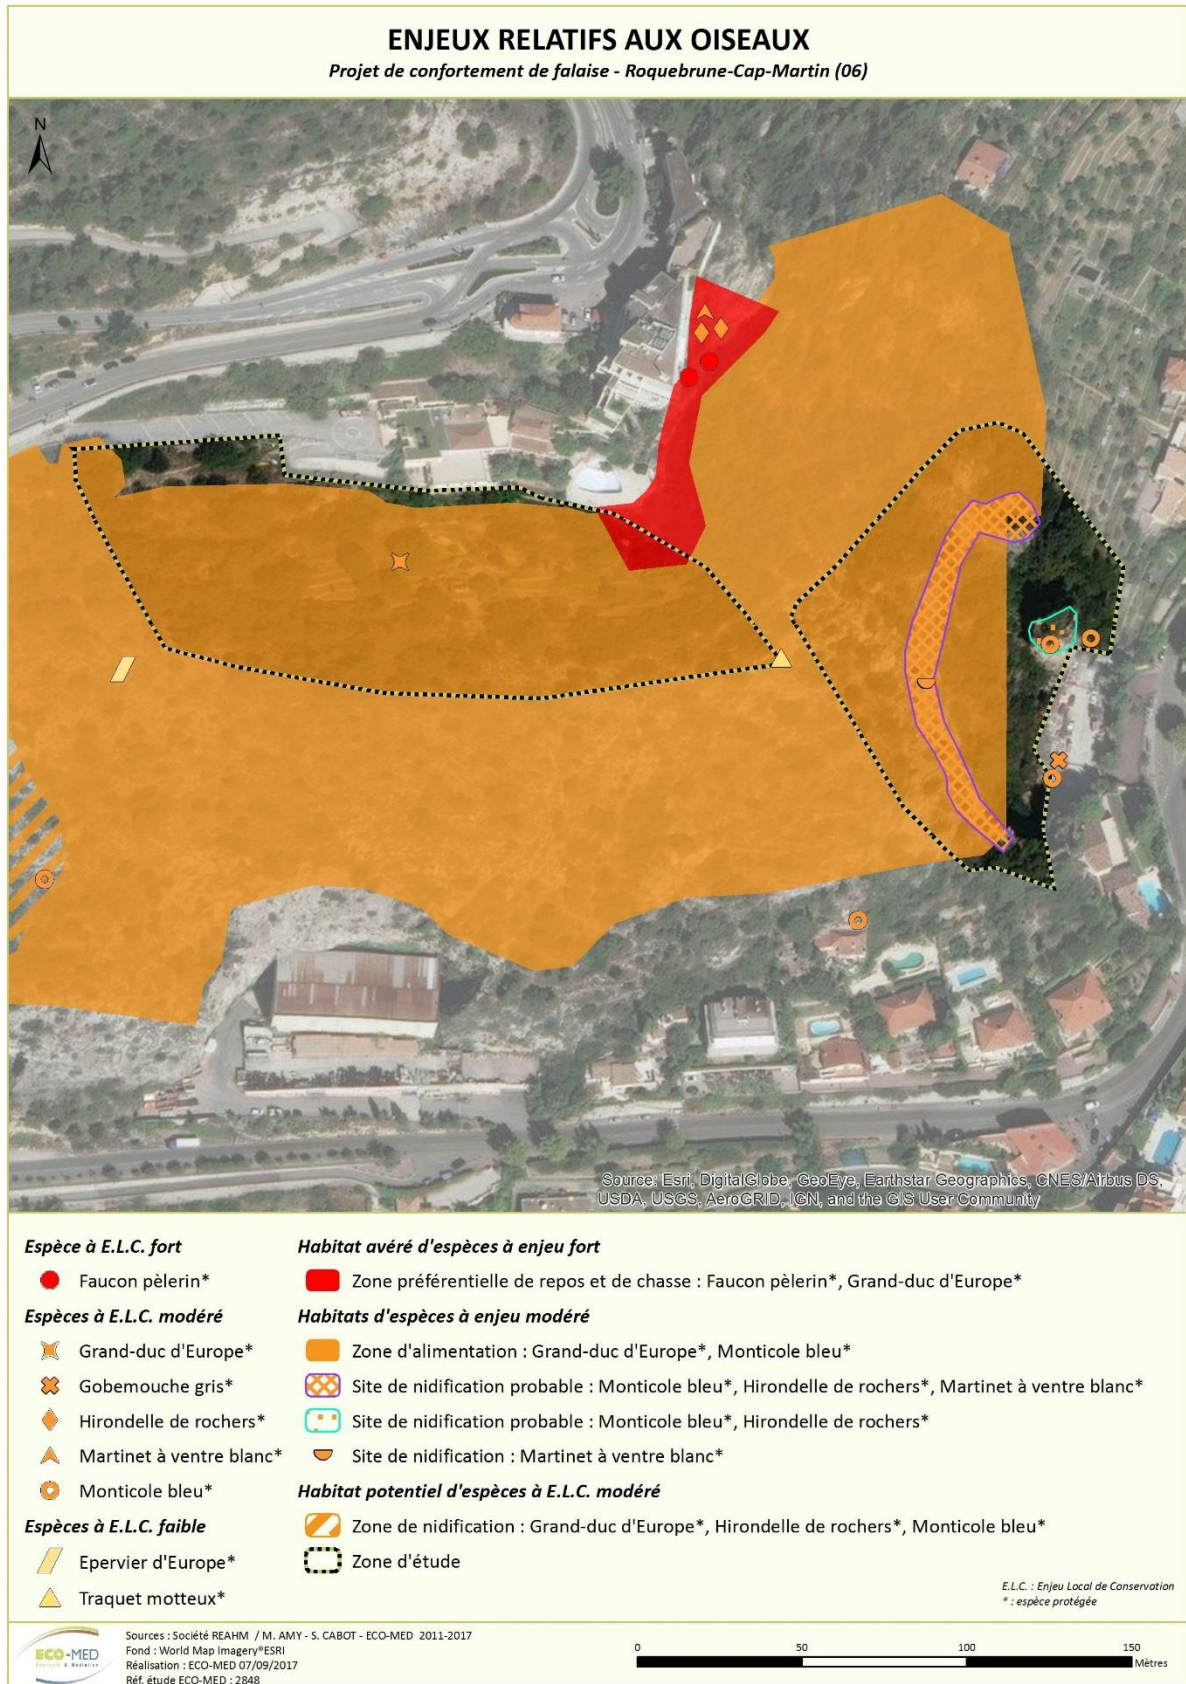 ENJEUX RELATIFS AUX OISEAUX
Projet de confortement de falaise - Roquebrune-Cap-Martin (06)
N
Source: Esri, DigitalGlobe, GeoEye, Earthstar Geographics, CNES/Airbus DS,
USDA, USGS, AeroGRID, IGN, and the GIS User Community
Espèce à E.L.C. fort
Faucon pèlerin*
Espèces à E.L.C. modéré
Grand-duc d'Europe*
Gobemouche gris*
Hirondelle de rochers*
Martinet à ventre blanc*
Monticole bleu*
Espèces à E.L.C. faible
Epervier d'Europe*
Traquet motteux*
Habitat avéré d'espèces à enjeu fort
Zone préférentielle de repos et de chasse : Faucon pèlerin*, Grand-duc d'Europe*
Habitats d'espèces à enjeu modéré
Zone d'alimentation : Grand-duc d'Europe*, Monticole bleu*
Site de nidification probable : Monticole bleu*, Hirondelle de rochers*, Martinet à ventre blanc*
Site de nidification probable : Monticole bleu*, Hirondelle de rochers*
Site de nidification : Martinet à ventre blanc*
Habitat potentiel d'espèces à E.L.C. modéré
Zone de nidification : Grand-duc d'Europe*, Hirondelle de rochers*, Monticole bleu*
Zone d'étude
E.L.C. : Enjeu Local de Conservation
* : espèce protégée
ECO-MED
Ecologie & Médiation
Sources : Société REAHM / M. AMY - S. CABOT - ECO-MED 2011-2017
Fond : World Map Imagery®ESRI
Réalisation : ECO-MED 07/09/2017
Réf. étude ECO-MED : 2848
0 50 100 150
Mètres